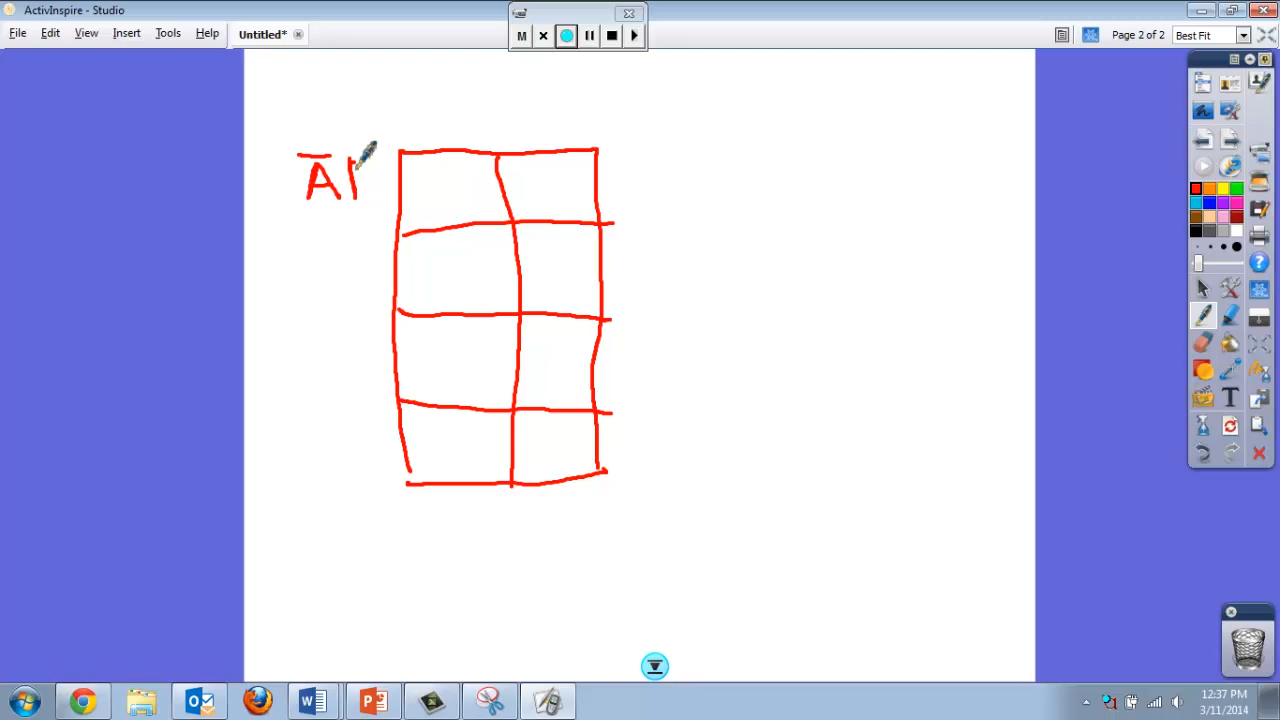 ActivInspire - Studio
File Edit View Insert Tools Help Untitled*
M
Page 2 of 2 Best Fit
A̅
T
W
P
12:37 PM
3/11/2014